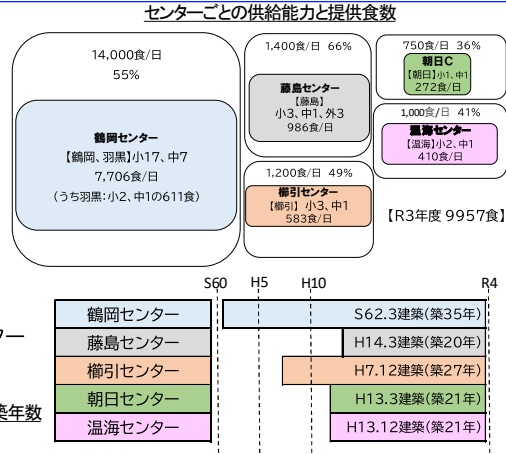 センターごとの供給能力と提供食数
14,000食/日
55%
鶴岡センター
【鶴岡、羽黒】小17、中7
7,706食/日
（うち羽黒：小2、中1の611食）
1,400食/日 66%
藤島センター
【藤島】
小3、中1、外3
986食/日
1,200食/日 49%
櫛引センター
【櫛引】 小3、中1
583食/日
750食/日 36%
朝日C
【朝日】小1、中1
272食/日
1,000食/日 41%
温海センター
【温海】小2、中1
410食/日
【R3年度 9957食】
S60 H5 H10 R4
鶴岡センター S62.3建築(築35年)
藤島センター H14.3建築(築20年)
櫛引センター H7.12建築(築27年)
朝日センター H13.3建築(築21年)
温海センター H13.12建築(築21年)
ター
築年数